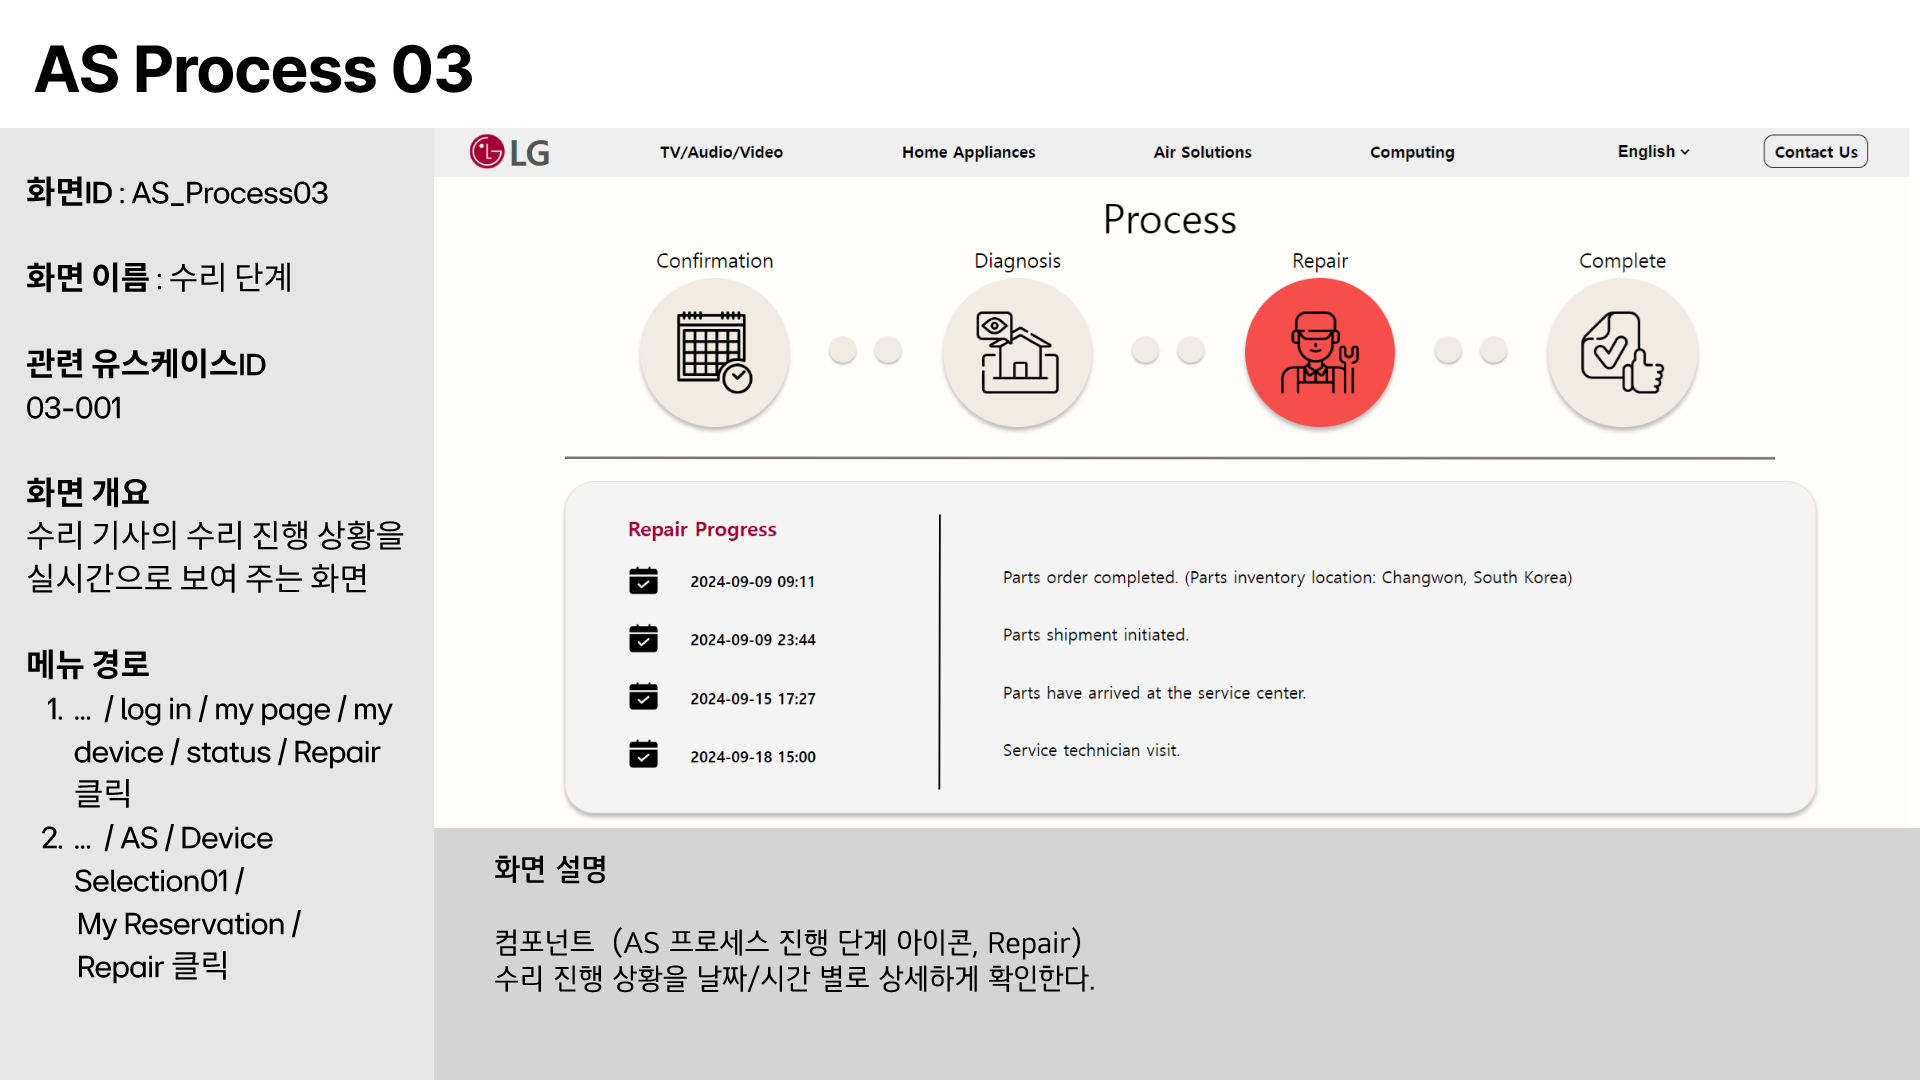 AS Process 03
화면ID : AS_Process03
화면 이름 : 수리 단계
관련 유스케이스ID
03-001
화면 개요
수리 기사의 수리 진행 상황을
실시간으로 보여 주는 화면
메뉴 경로
1. ... / log in / my page / my
device / status / Repair
클릭
2. ... / AS / Device
Selection01 /
My Reservation /
Repair 클릭
LG
TV/Audio/Video
Home Appliances
Air Solutions
Computing
English
Contact Us
Process
Confirmation
Diagnosis
Repair
Complete
Repair Progress
2024-09-09 09:11
Parts order completed. (Parts inventory location: Changwon, South Korea)
2024-09-09 23:44
Parts shipment initiated.
2024-09-15 17:27
Parts have arrived at the service center.
2024-09-18 15:00
Service technician visit.
화면 설명
컴포넌트 (AS 프로세스 진행 단계 아이콘, Repair)
수리 진행 상황을 날짜/시간 별로 상세하게 확인한다.